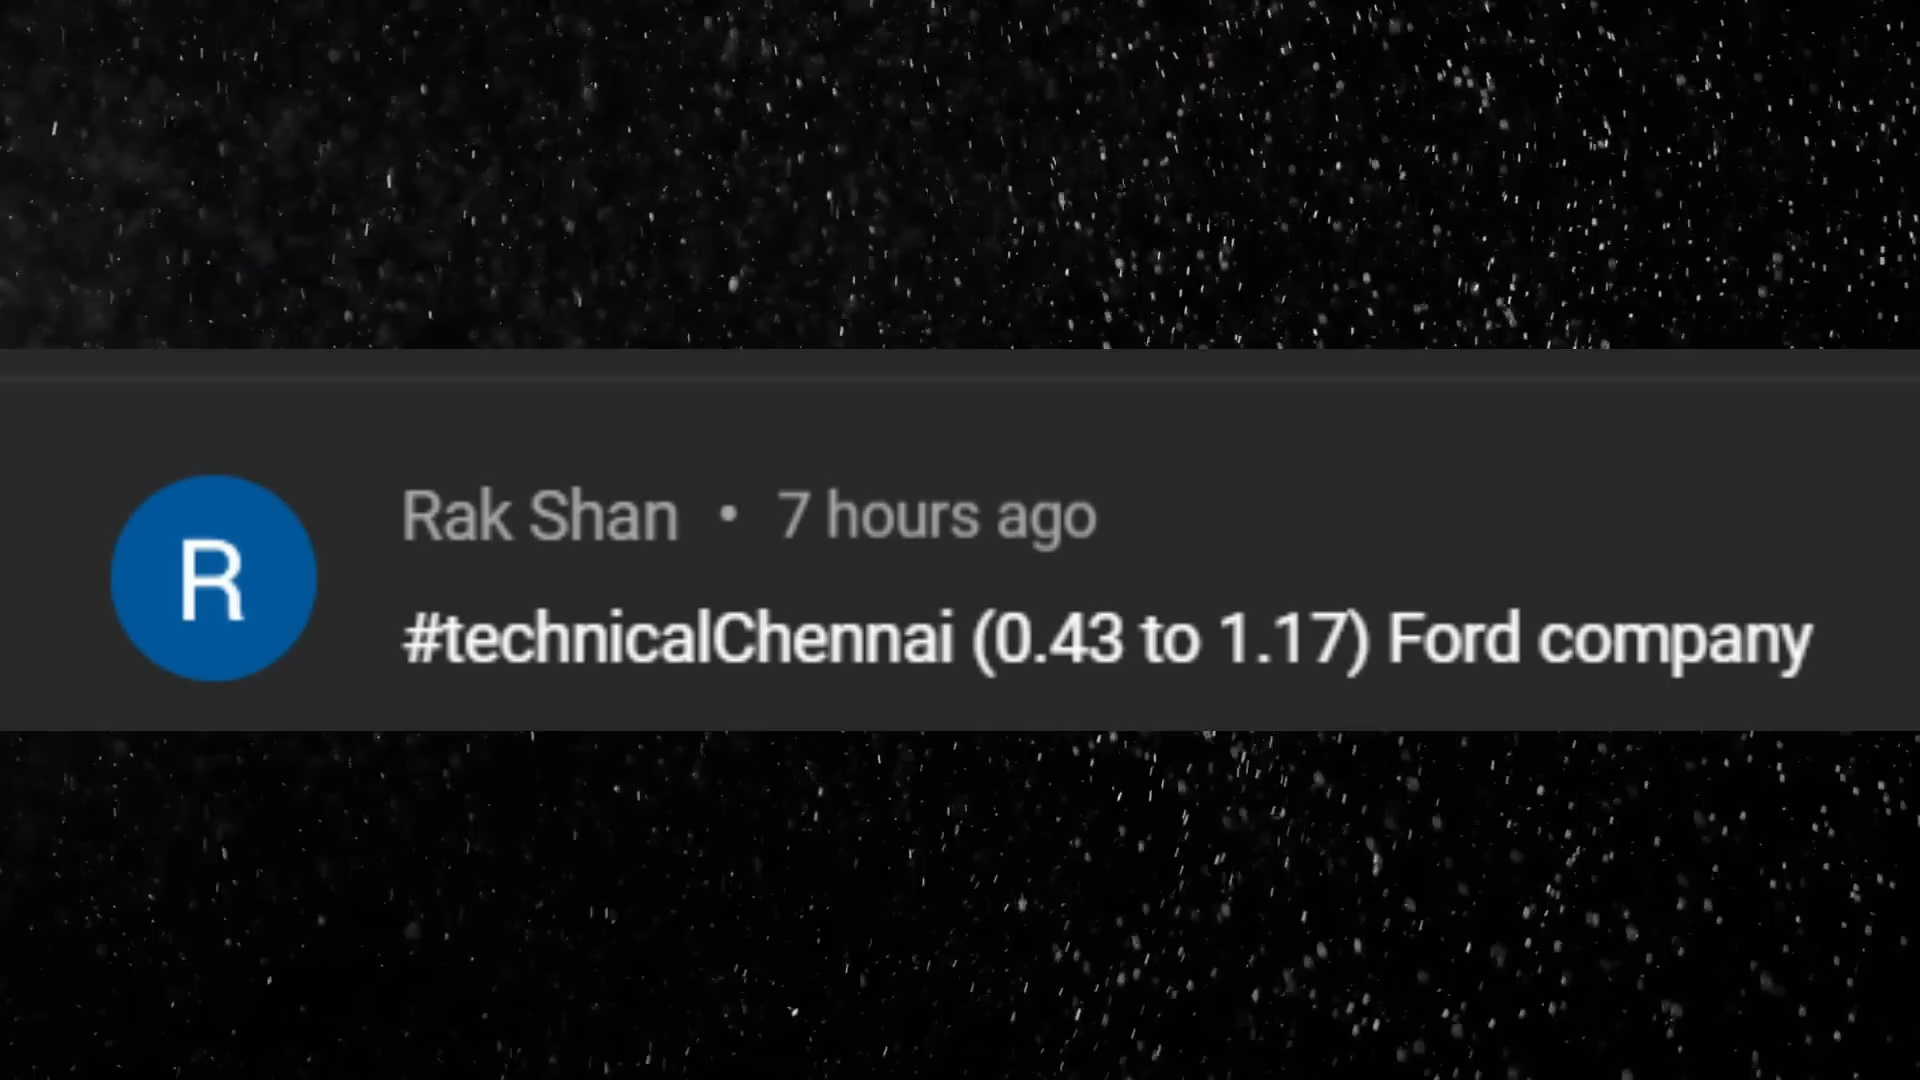 R
Rak Shan • 7 hours ago
#technicalChennai (0.43 to 1.17) Ford company